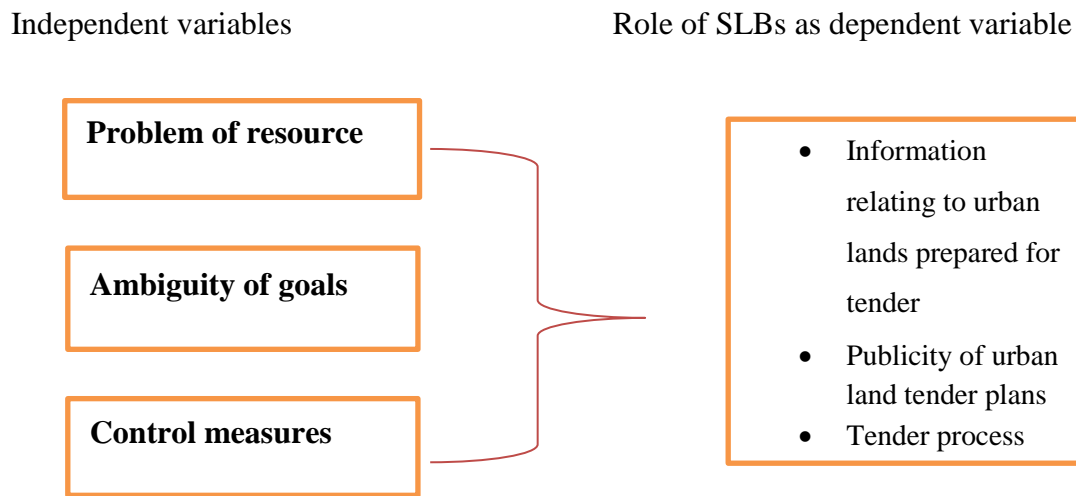 Independent variables
Role of SLBs as dependent variable
Problem of resource
Ambiguity of goals
Control measures
• Information
relating to urban
lands prepared for
tender
• Publicity of urban
land tender plans
• Tender process